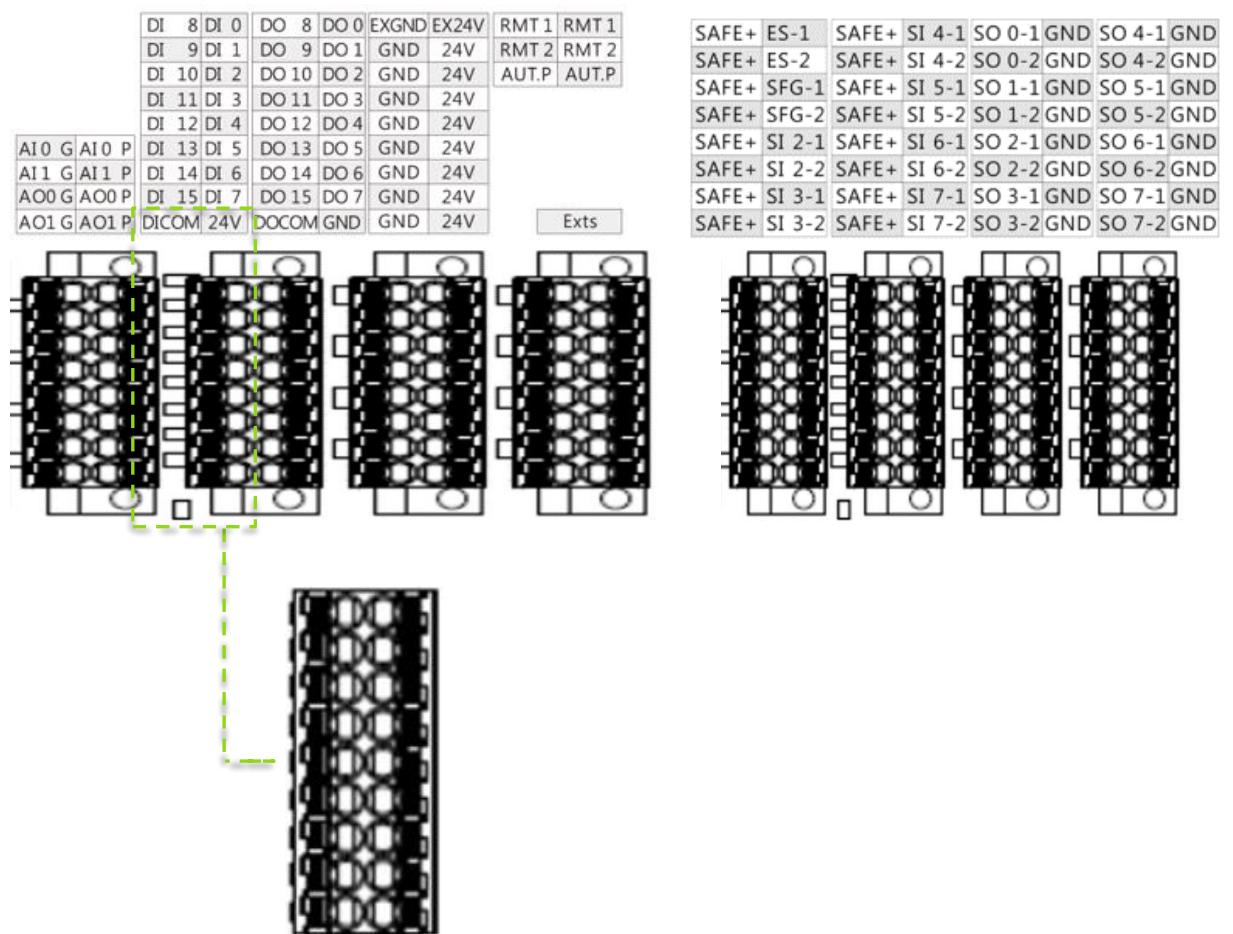 DI 8 DI 0 DO 8 DO 0 EXGND EX24V RMT 1 RMT 1
DI 9 DI 1 DO 9 DO 1 GND 24V RMT 2 RMT 2
DI 10 DI 2 DO 10 DO 2 GND 24V AUT.P AUT.P
DI 11 DI 3 DO 11 DO 3 GND 24V
DI 12 DI 4 DO 12 DO 4 GND 24V
AI 0 G AI 0 P DI 13 DI 5 DO 13 DO 5 GND 24V
AI 1 G AI 1 P DI 14 DI 6 DO 14 DO 6 GND 24V
AO0 G AO0 P DI 15 DI 7 DO 15 DO 7 GND 24V
AO1 G AO1 P DICOM 24V DOCOM GND GND 24V Exts
SAFE+ ES-1 SAFE+ SI 4-1 SO 0-1 GND SO 4-1 GND
SAFE+ ES-2 SAFE+ SI 4-2 SO 0-2 GND SO 4-2 GND
SAFE+ SFG-1 SAFE+ SI 5-1 SO 1-1 GND SO 5-1 GND
SAFE+ SFG-2 SAFE+ SI 5-2 SO 1-2 GND SO 5-2 GND
SAFE+ SI 2-1 SAFE+ SI 6-1 SO 2-1 GND SO 6-1 GND
SAFE+ SI 2-2 SAFE+ SI 6-2 SO 2-2 GND SO 6-2 GND
SAFE+ SI 3-1 SAFE+ SI 7-1 SO 3-1 GND SO 7-1 GND
SAFE+ SI 3-2 SAFE+ SI 7-2 SO 3-2 GND SO 7-2 GND